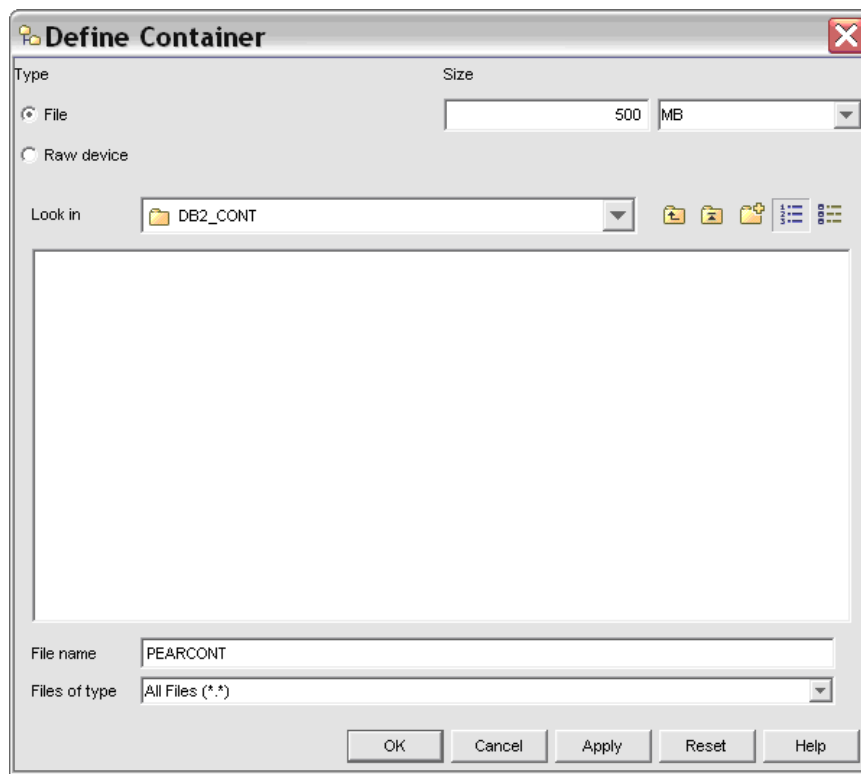 Define Container
Type
Size
File
500
MB
Raw device
Look in
DB2_CONT
File name
PEARCONT
Files of type
All Files (*.*)
OK
Cancel
Apply
Reset
Help